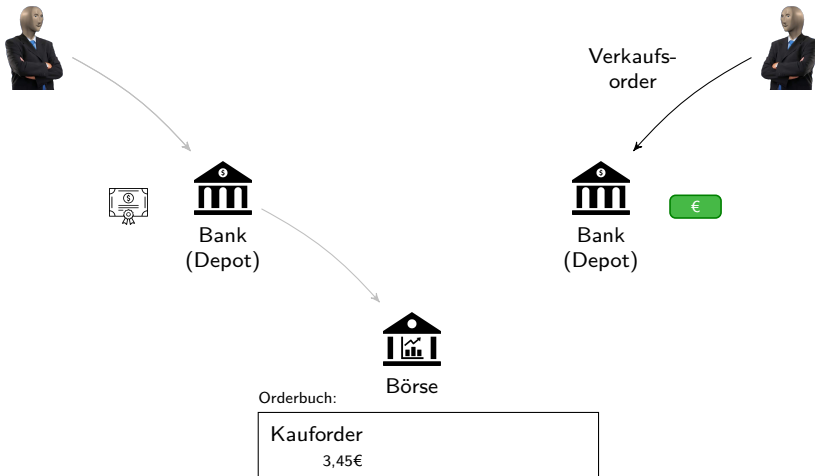 Verkaufs-
order
€
Bank
(Depot)
Bank
(Depot)
Börse
Orderbuch:
Kauforder
3,45€